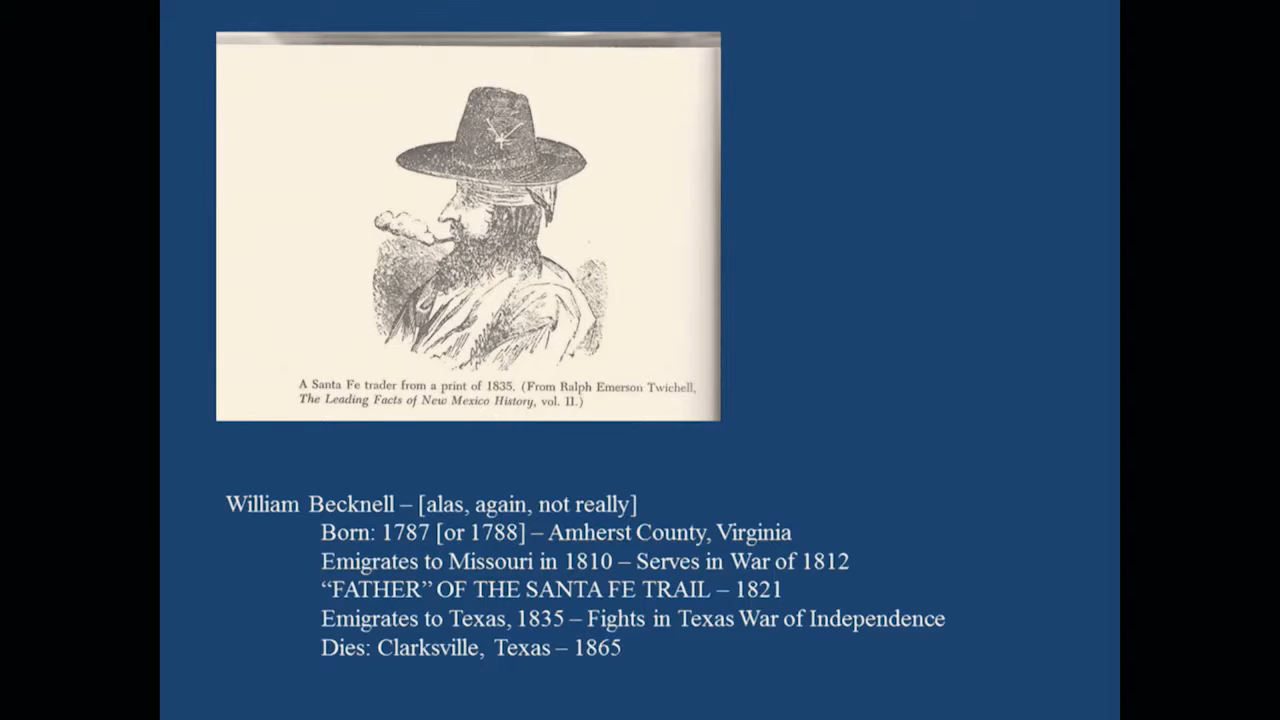 A Santa Fe trader from a print of 1835. (From Ralph Emerson Twichell,
The Leading Facts of New Mexico History, vol. II.)
William Becknell – [alas, again, not really]
Born: 1787 [or 1788] – Amherst County, Virginia
Emigrates to Missouri in 1810 – Serves in War of 1812
“FATHER” OF THE SANTA FE TRAIL – 1821
Emigrates to Texas, 1835 – Fights in Texas War of Independence
Dies: Clarksville, Texas – 1865